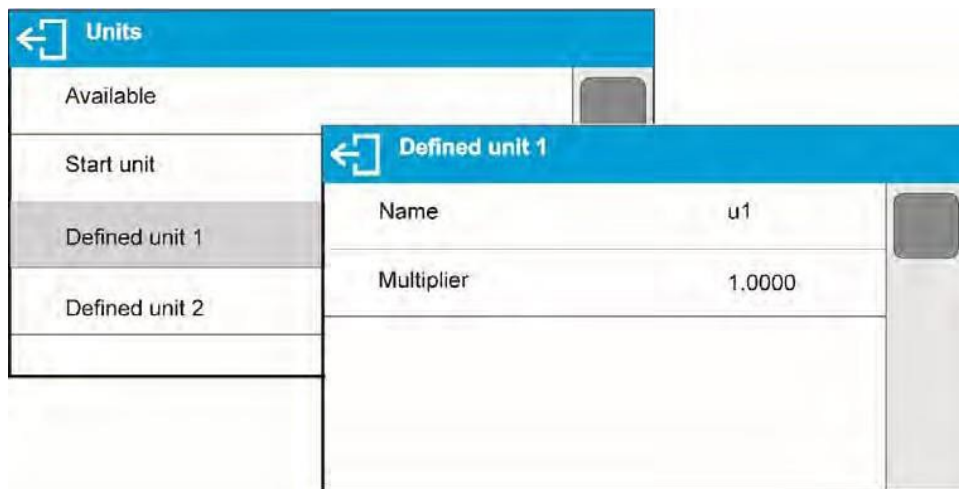 Units
Available
Start unit
Defined unit 1
Defined unit 2
Defined unit 1
Name u1
Multiplier 1.0000